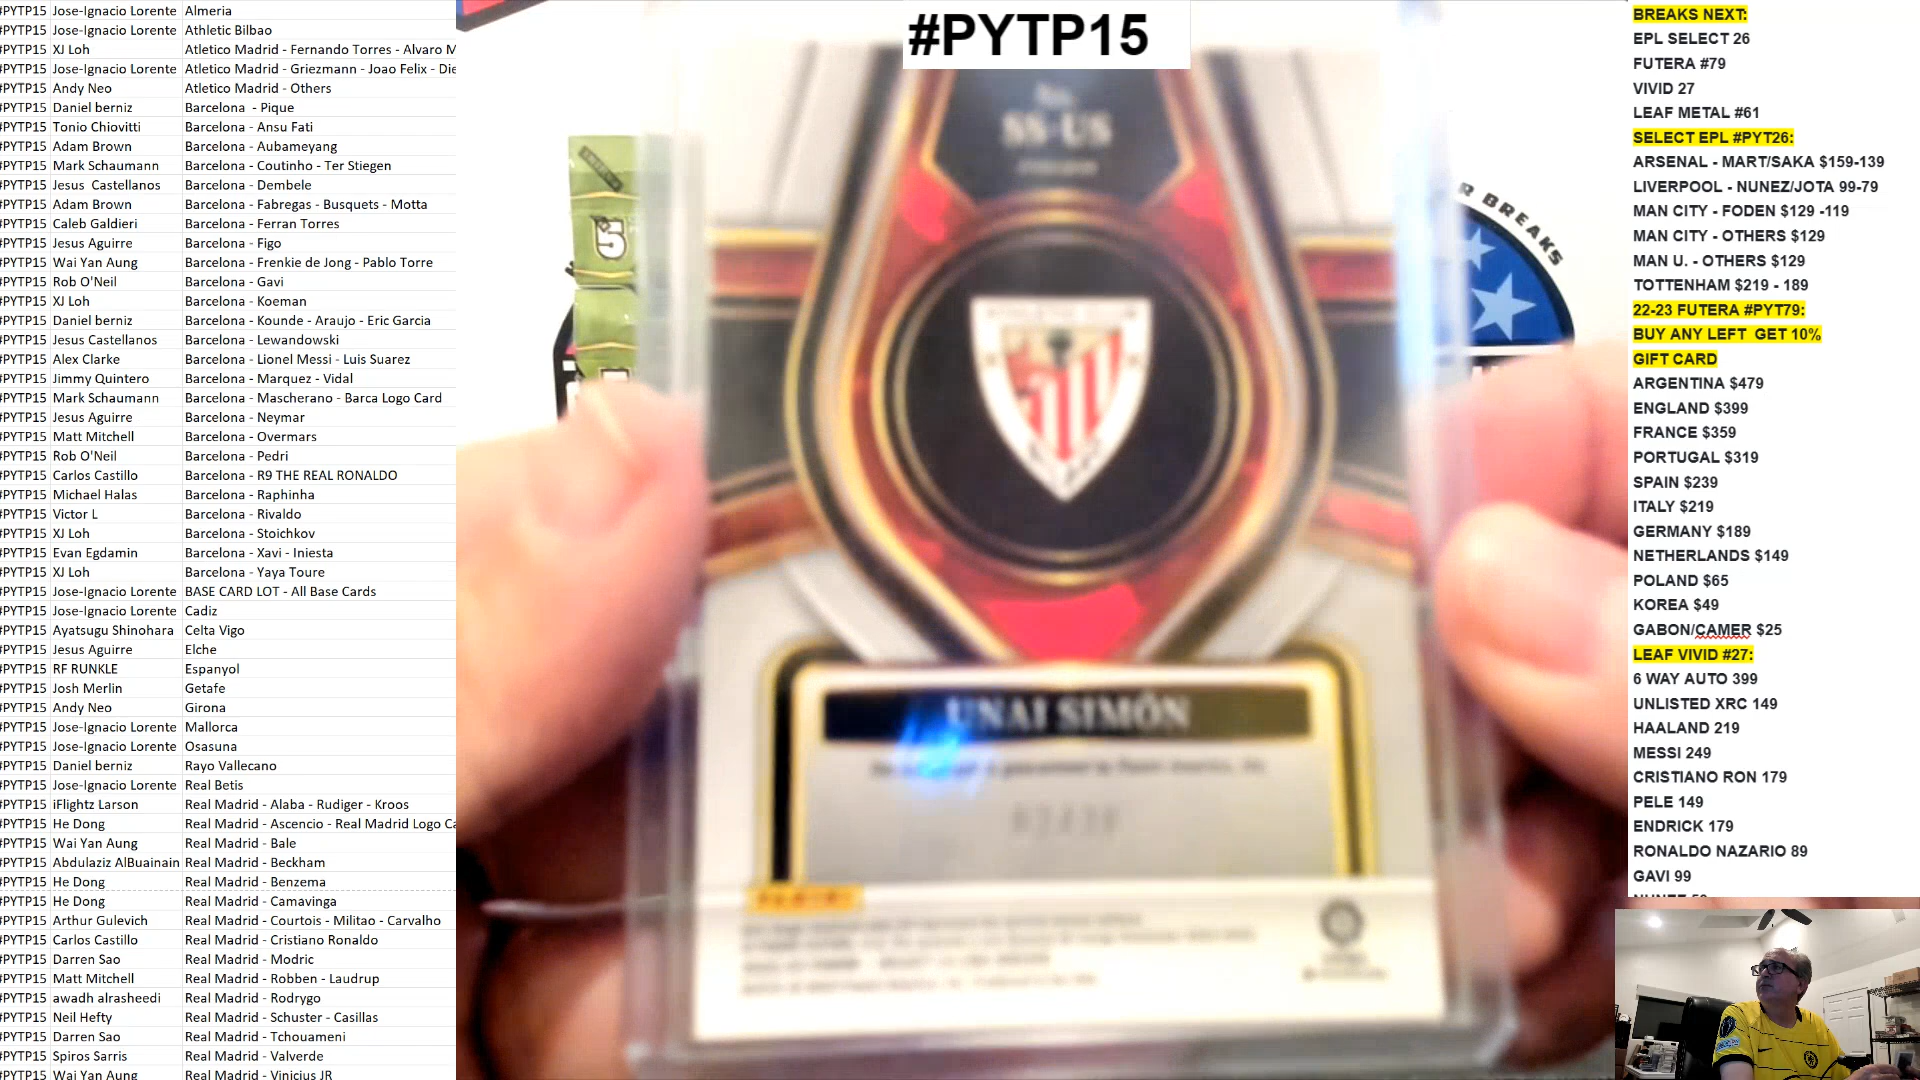 #PYTP15 Jose-Ignacio Lorente Almeria
#PYTP15 Jose-Ignacio Lorente Athletic Bilbao
#PYTP15 XJ Loh Atletico Madrid - Fernando Torres - Alvaro M
#PYTP15 Jose-Ignacio Lorente Atletico Madrid - Griezmann - Joao Felix - Die
#PYTP15 Andy Neo Atletico Madrid - Others
#PYTP15 Daniel berniz Barcelona - Pique
#PYTP15 Tonio Chiovitti Barcelona - Ansu Fati
#PYTP15 Adam Brown Barcelona - Aubameyang
#PYTP15 Mark Schaumann Barcelona - Coutinho - Ter Stiegen
#PYTP15 Jesus Castellanos Barcelona - Dembele
#PYTP15 Adam Brown Barcelona - Fabregas - Busquets - Motta
#PYTP15 Caleb Galdieri Barcelona - Ferran Torres
#PYTP15 Jesus Aguirre Barcelona - Figo
#PYTP15 Wai Yan Aung Barcelona - Frenkie de Jong - Pablo Torre
#PYTP15 Rob O'Neil Barcelona - Gavi
#PYTP15 XJ Loh Barcelona - Koeman
#PYTP15 Daniel berniz Barcelona - Kounde - Araujo - Eric Garcia
#PYTP15 Jesus Castellanos Barcelona - Lewandowski
#PYTP15 Alex Clarke Barcelona - Lionel Messi - Luis Suarez
#PYTP15 Jimmy Quintero Barcelona - Marquez - Vidal
#PYTP15 Mark Schaumann Barcelona - Mascherano - Barca Logo Card
#PYTP15 Jesus Aguirre Barcelona - Neymar
#PYTP15 Matt Mitchell Barcelona - Overmars
#PYTP15 Rob O'Neil Barcelona - Pedri
#PYTP15 Carlos Castillo Barcelona - R9 THE REAL RONALDO
#PYTP15 Michael Halas Barcelona - Raphinha
#PYTP15 Victor L Barcelona - Rivaldo
#PYTP15 XJ Loh Barcelona - Stoichkov
#PYTP15 Evan Egdamin Barcelona - Xavi - Iniesta
#PYTP15 XJ Loh Barcelona - Yaya Toure
#PYTP15 Jose-Ignacio Lorente BASE CARD LOT - All Base Cards
#PYTP15 Jose-Ignacio Lorente Cadiz
#PYTP15 Ayatsugu Shinohara Celta Vigo
#PYTP15 Jesus Aguirre Elche
#PYTP15 RF RUNKLE Espanyol
#PYTP15 Josh Merlin Getafe
#PYTP15 Andy Neo Girona
#PYTP15 Jose-Ignacio Lorente Mallorca
#PYTP15 Jose-Ignacio Lorente Osasuna
#PYTP15 Daniel berniz Rayo Vallecano
#PYTP15 Jose-Ignacio Lorente Real Betis
#PYTP15 iFlightz Larson Real Madrid - Alaba - Rudiger - Kroos
#PYTP15 He Dong Real Madrid - Ascencio - Real Madrid Logo Ca
#PYTP15 Wai Yan Aung Real Madrid - Bale
#PYTP15 Abdulaziz AlBuainain Real Madrid - Beckham
#PYTP15 He Dong Real Madrid - Benzema
#PYTP15 He Dong Real Madrid - Camavinga
#PYTP15 Arthur Gulevich Real Madrid - Courtois - Militao - Carvalho
#PYTP15 Carlos Castillo Real Madrid - Cristiano Ronaldo
#PYTP15 Darren Sao Real Madrid - Modric
#PYTP15 Matt Mitchell Real Madrid - Robben - Laudrup
#PYTP15 awadh alrasheedi Real Madrid - Rodrygo
#PYTP15 Neil Hefty Real Madrid - Schuster - Casillas
#PYTP15 Darren Sao Real Madrid - Tchouameni
#PYTP15 Spiros Sarris Real Madrid - Valverde
#PYTP15 Wai Yan Aung Real Madrid - Vinicius JR
#PYTP15
No.
SS-US
5
R BREAKS
UNAI SIMÓN
PANINI
BREAKS NEXT:
EPL SELECT 26
FUTERA #79
VIVID 27
LEAF METAL #61
SELECT EPL #PYT26:
ARSENAL - MART/SAKA $159-139
LIVERPOOL - NUNEZ/JOTA 99-79
MAN CITY - FODEN $129 -119
MAN CITY - OTHERS $129
MAN U. - OTHERS $129
TOTTENHAM $219 - 189
22-23 FUTERA #PYT79:
BUY ANY LEFT GET 10%
GIFT CARD
ARGENTINA $479
ENGLAND $399
FRANCE $359
PORTUGAL $319
SPAIN $239
ITALY $219
GERMANY $189
NETHERLANDS $149
POLAND $65
KOREA $49
GABON/CAMER $25
LEAF VIVID #27:
6 WAY AUTO 399
UNLISTED XRC 149
HAALAND 219
MESSI 249
CRISTIANO RON 179
PELE 149
ENDRICK 179
RONALDO NAZARIO 89
GAVI 99